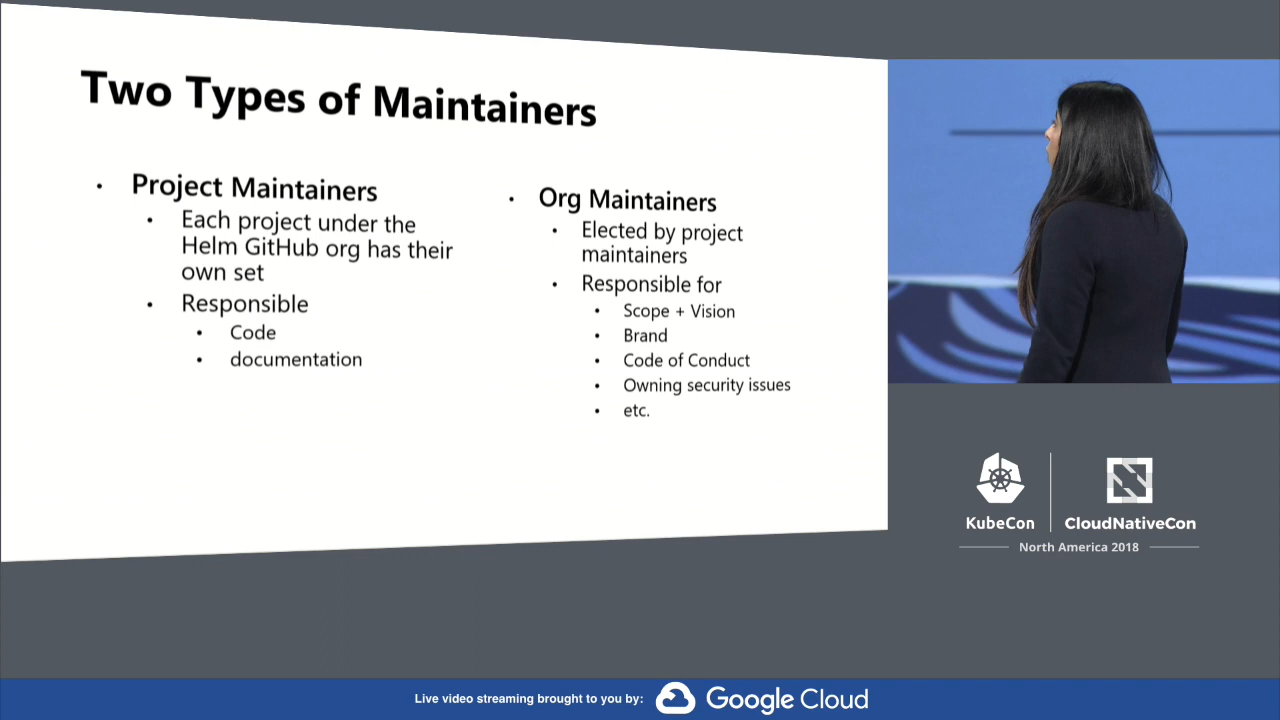 Two Types of Maintainers
• Project Maintainers
• Each project under the
Helm GitHub org has their
own set
• Responsible
• Code
• documentation
• Org Maintainers
• Elected by project
maintainers
• Responsible for
• Scope + Vision
• Brand
• Code of Conduct
• Owning security issues
• etc.
KubeCon
CloudNativeCon
North America 2018
Live video streaming brought to you by:
Google Cloud